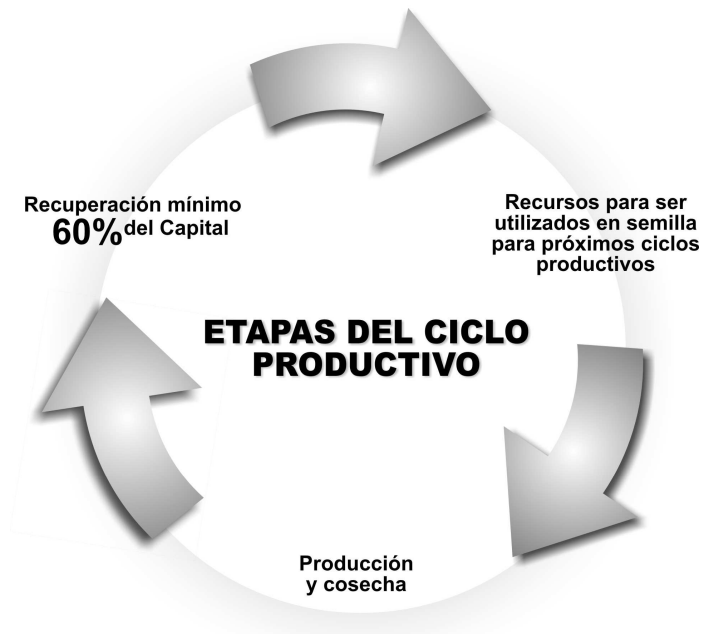 Recuperación mínimo
60% del Capital
Recursos para ser
utilizados en semilla
para próximos ciclos
productivos
ETAPAS DEL CICLO
PRODUCTIVO
Producción
y cosecha